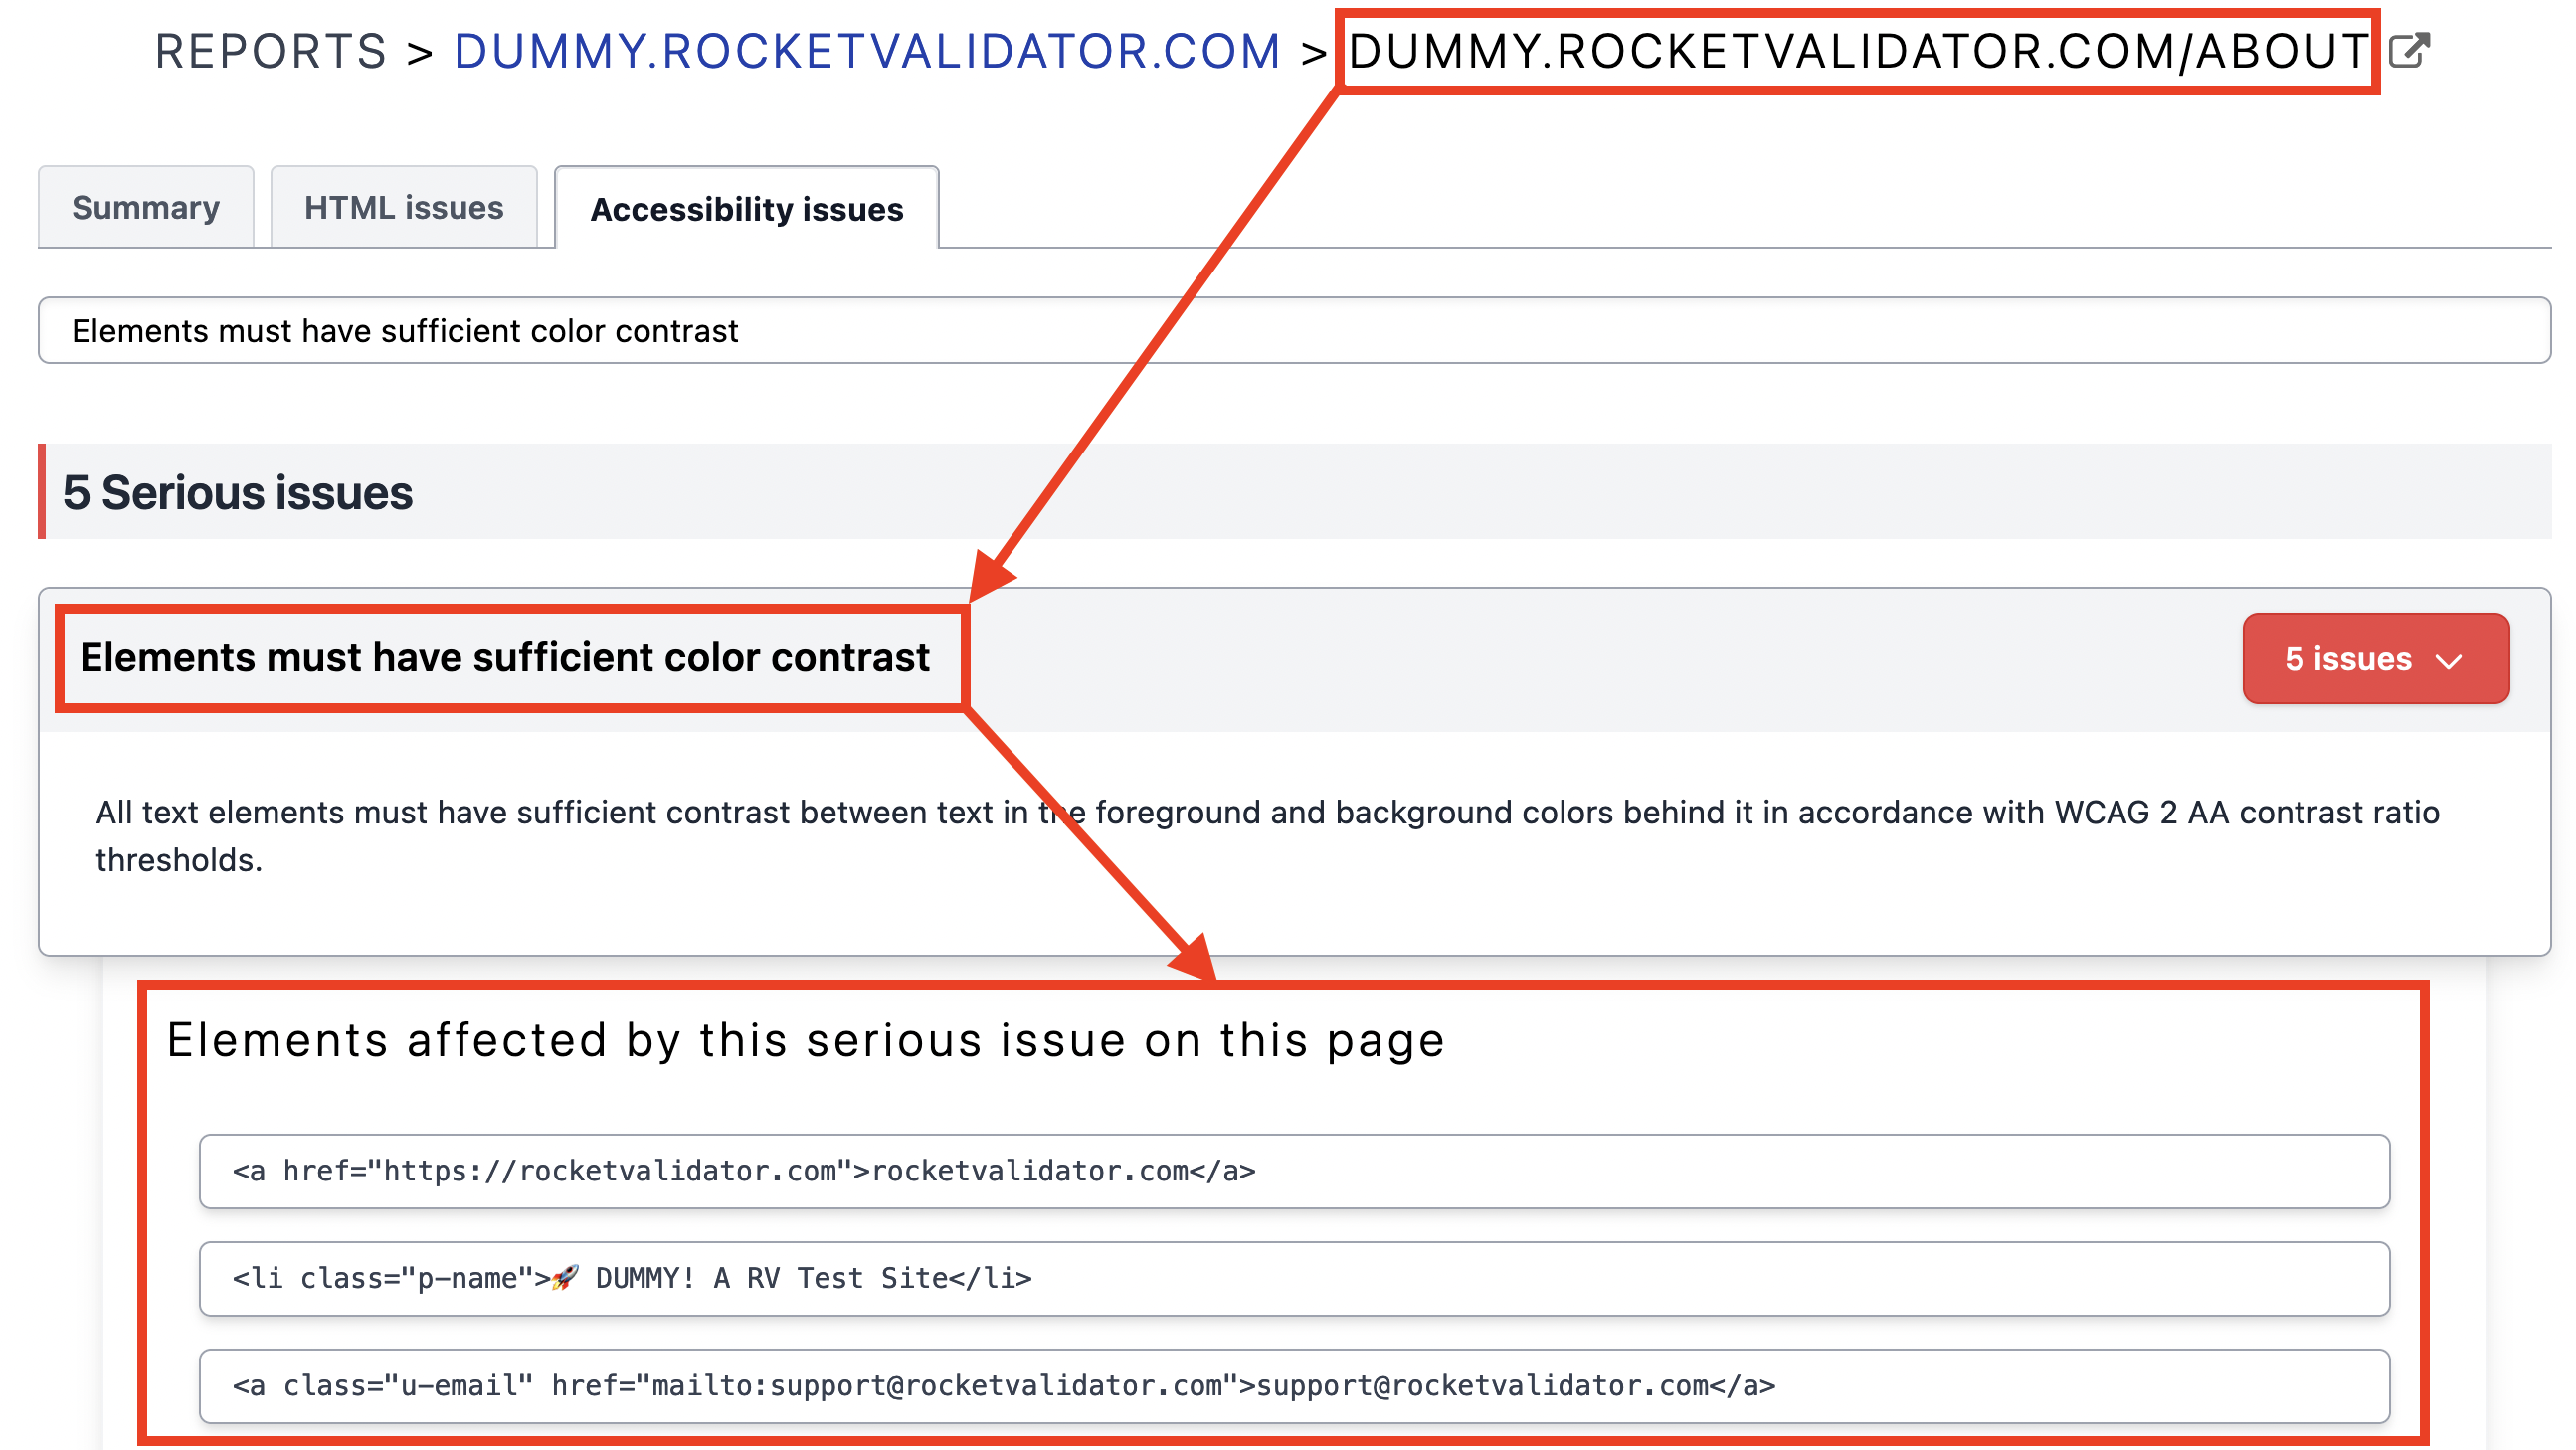 REPORTS > DUMMY.ROCKETVALIDATOR.COM > DUMMY.ROCKETVALIDATOR.COM/ABOUT
Summary
HTML issues
Accessibility issues
Elements must have sufficient color contrast
5 Serious issues
Elements must have sufficient color contrast
5 issues
All text elements must have sufficient contrast between text in the foreground and background colors behind it in accordance with WCAG 2 AA contrast ratio
thresholds.
Elements affected by this serious issue on this page
<a href="https://rocketvalidator.com">rocketvalidator.com</a>
<li class="p-name">🚀 DUMMY! A RV Test Site</li>
<a class="u-email" href="mailto:support@rocketvalidator.com">support@rocketvalidator.com</a>